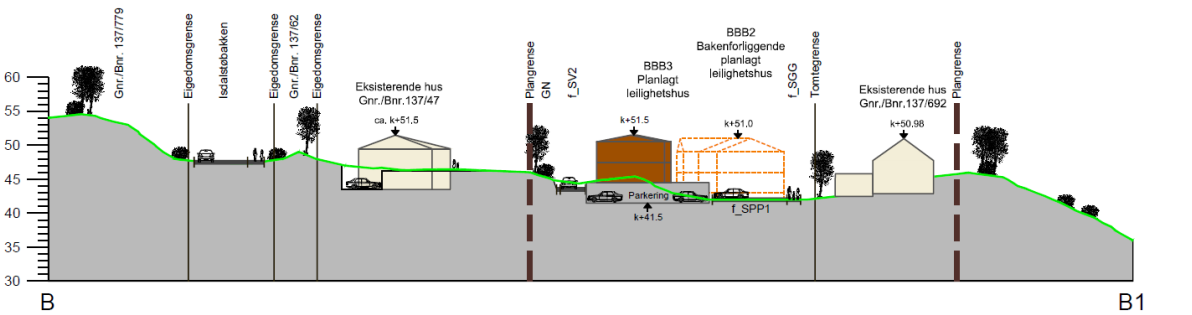 Gnr./Bnr. 137/779
Eigedomsgrense
Isdalstøbakken
Eigedomsgrense
Gnr./Bnr. 137/62
Eigedomsgrense
Eksisterende hus
Gnr./Bnr.137/47
ca. k+51,5
Plangrense
GN
f_SV2
BBB3
Planlagt
leilighetshus
k+51.5
BBB2
Bakenforliggende
planlagt
leilighetshus
k+51,0
f_SGG
Tomtegrense
Eksisterende hus
Gnr./Bnr.137/692
k+50,98
Plangrense
60
55
50
45
40
35
30
Parkering
k+41.5
f_SPP1
B
B1